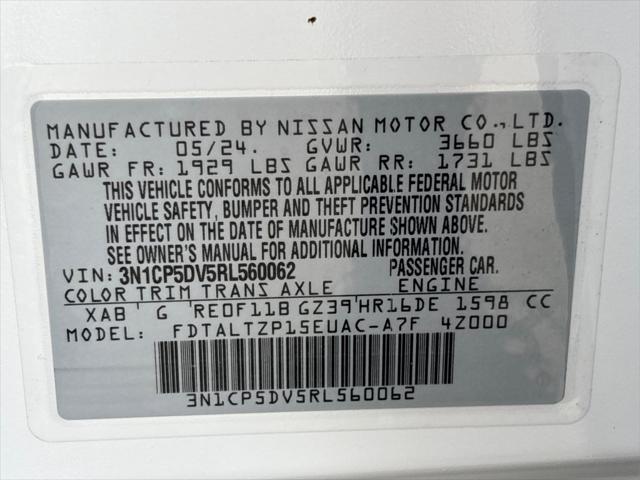 MANUFACTURED BY NISSAN MOTOR CO.,LTD.
DATE: 05/24. GVWR: 3660 LBS
GAWR FR: 1929 LBS GAWR RR: 1731 LBS
THIS VEHICLE CONFORMS TO ALL APPLICABLE FEDERAL MOTOR
VEHICLE SAFETY, BUMPER AND THEFT PREVENTION STANDARDS
IN EFFECT ON THE DATE OF MANUFACTURE SHOWN ABOVE.
SEE OWNER'S MANUAL FOR ADDITIONAL INFORMATION.
VIN: 3N1CP5DV5RL560062 PASSENGER CAR.
COLOR TRIM TRANS AXLE ENGINE
XAB G RE0F11B GZ39 HR16DE 1598 CC
MODEL: FDTALTZP15EUAC-A7F 4Z000
3N1CP5DV5RL560062